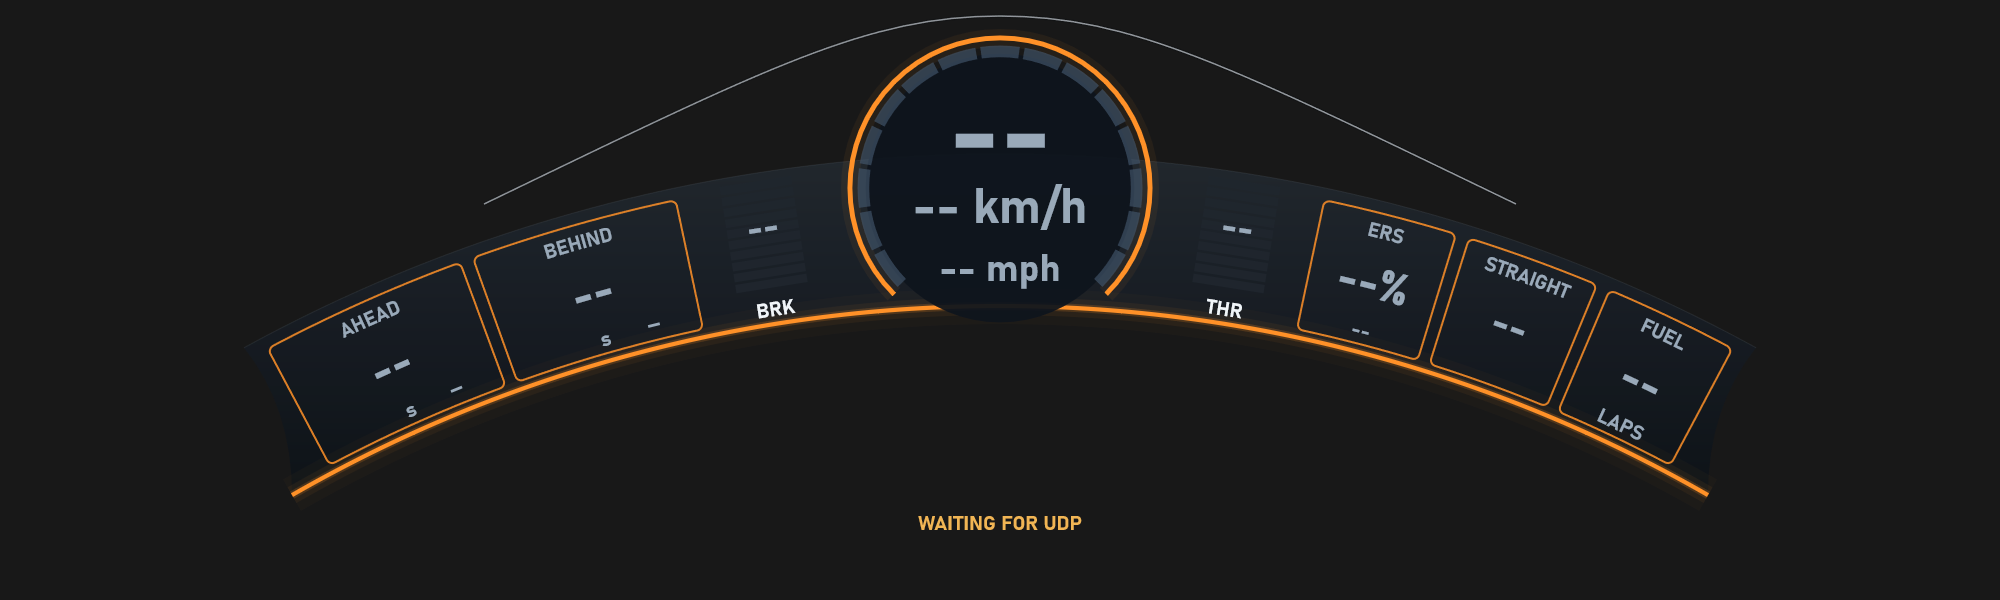 AHEAD
--
s
_
BEHIND
--
s
_
--
BRK
--
-- km/h
-- mph
--
THR
ERS
--%
--
STRAIGHT
--
FUEL
--
LAPS
WAITING FOR UDP